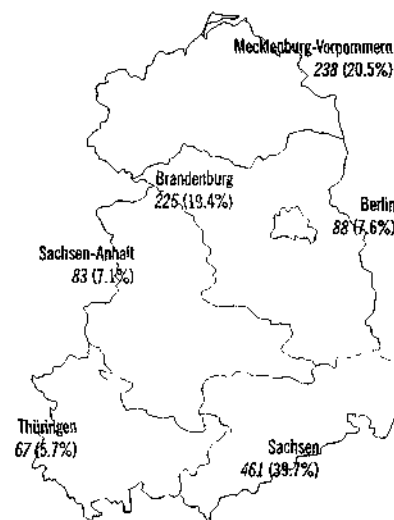 Mecklenburg-Vorpommern
238 (20.5%)
Brandenburg
225 (19.4%)
Berlin
88 (7.6%)
Sachsen-Anhalt
83 (7.1%)
Thüringen
67 (5.7%)
Sachsen
461 (39.7%)